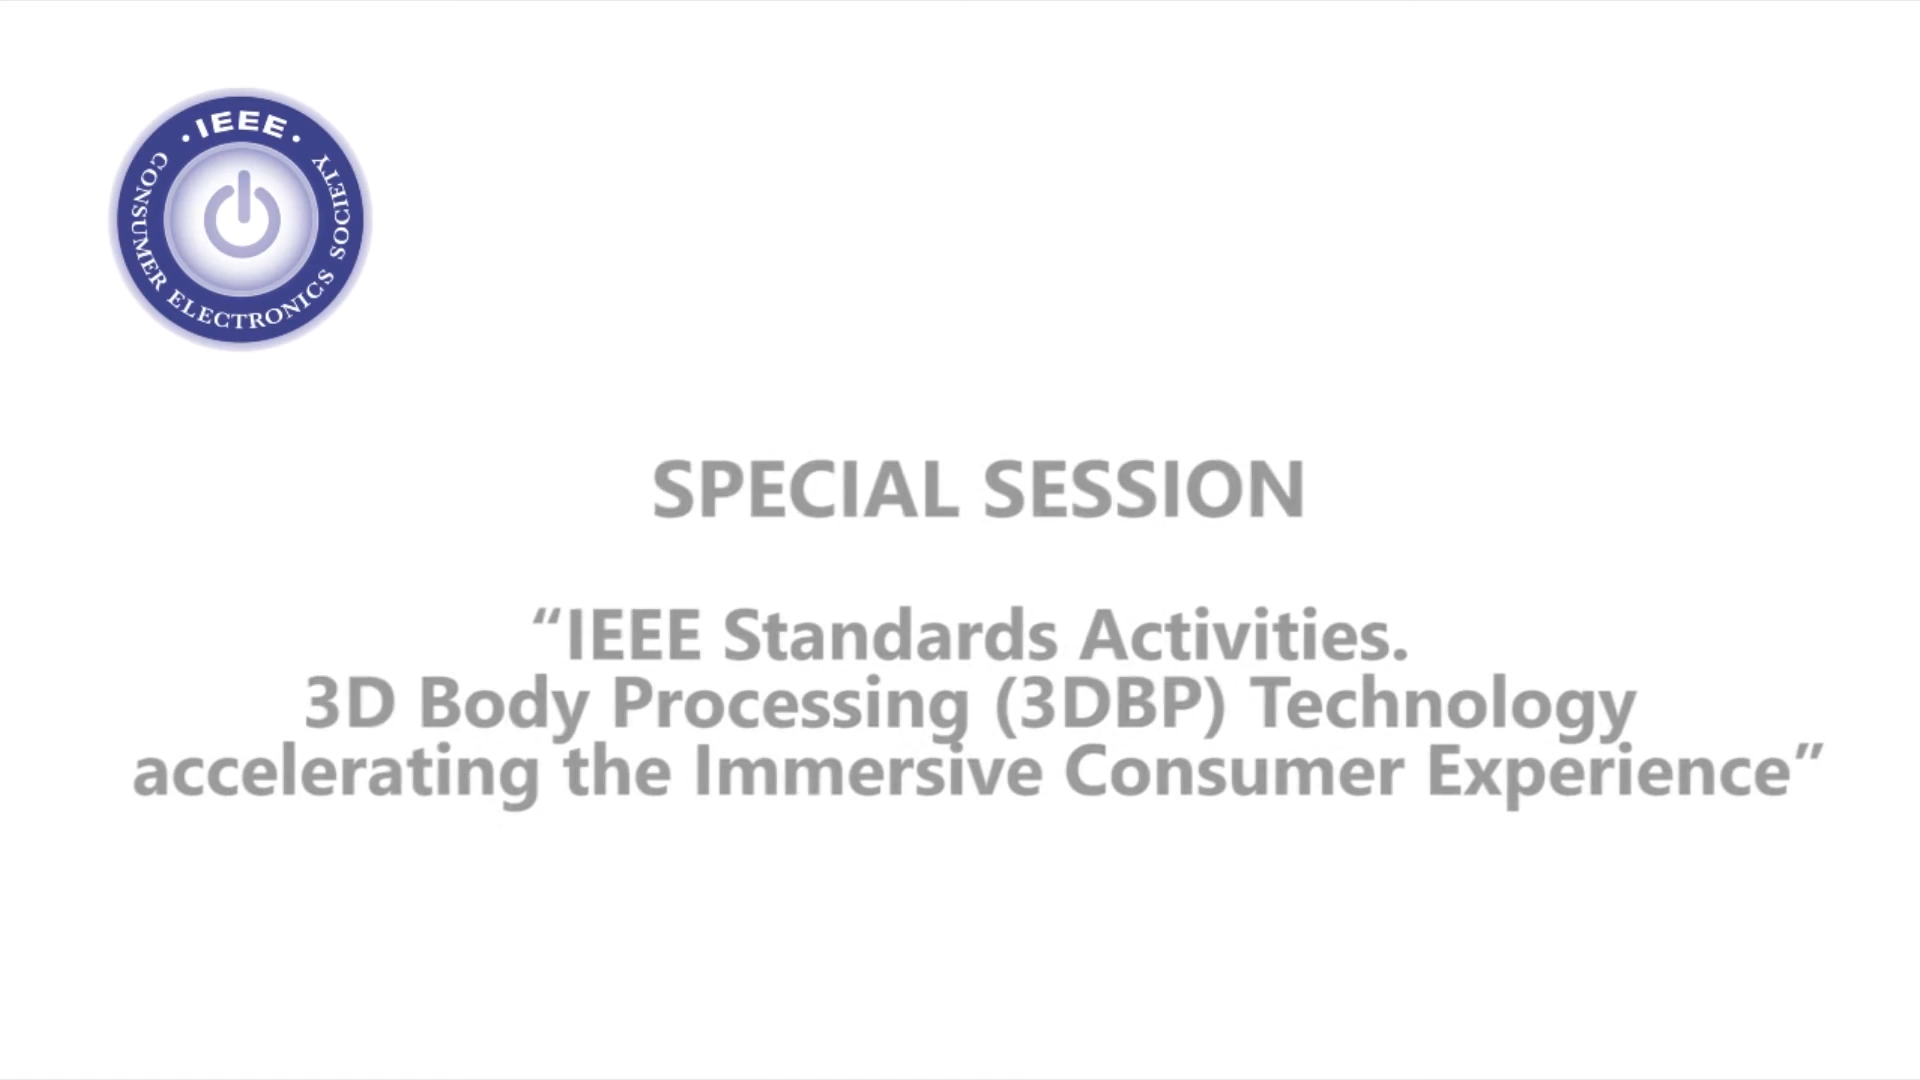 · IEEE ·
CONSUMER ELECTRONICS SOCIETY
SPECIAL SESSION
“IEEE Standards Activities.
3D Body Processing (3DBP) Technology
accelerating the Immersive Consumer Experience”